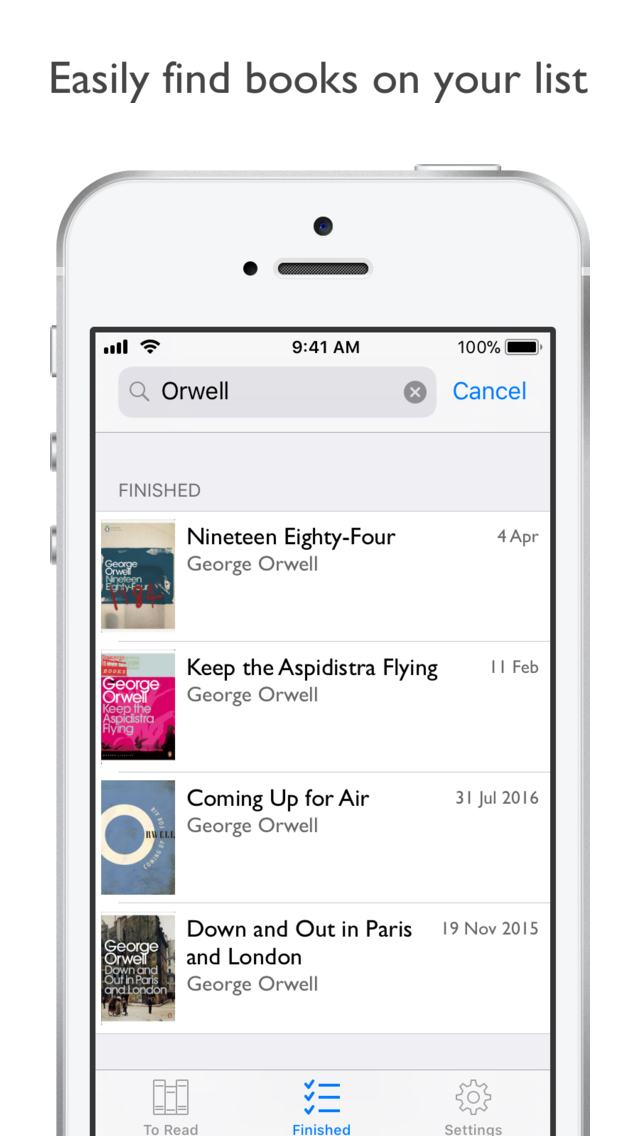 Easily find books on your list
9:41 AM
100%
Orwell
Cancel
FINISHED
George
Orwell
Nineteen
Eighty-Four
1984
Nineteen Eighty-Four
4 Apr
George Orwell
BOOKS
George
Orwell
Keep the
Aspidistra
Flying
Keep the Aspidistra Flying
11 Feb
George Orwell
ORWELL
COMING UP
FOR AIR
Coming Up for Air
31 Jul 2016
George Orwell
George
Orwell
Down and
Out in Paris
and London
Down and Out in Paris
and London
19 Nov 2015
George Orwell
To Read
Finished
Settings